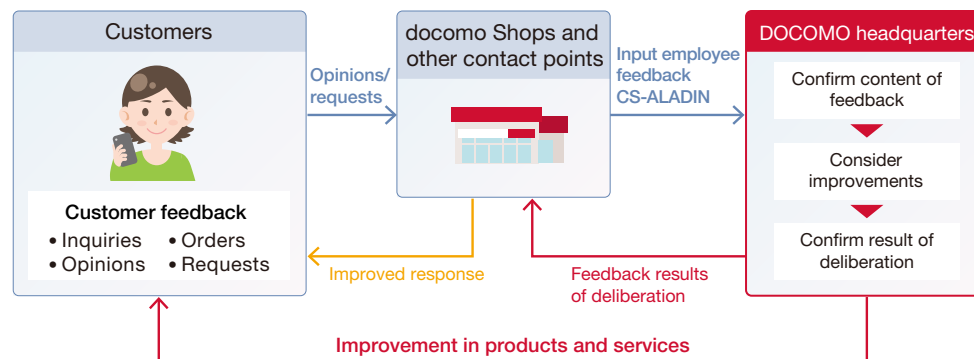 Customers
Customer feedback
• Inquiries
• Orders
• Opinions
• Requests
Opinions/
requests
docomo Shops and
other contact points
Input employee
feedback
CS-ALADIN
DOCOMO headquarters
Confirm content of
feedback
Consider
improvements
Confirm result of
deliberation
Improved response
Feedback results
of deliberation
Improvement in products and services